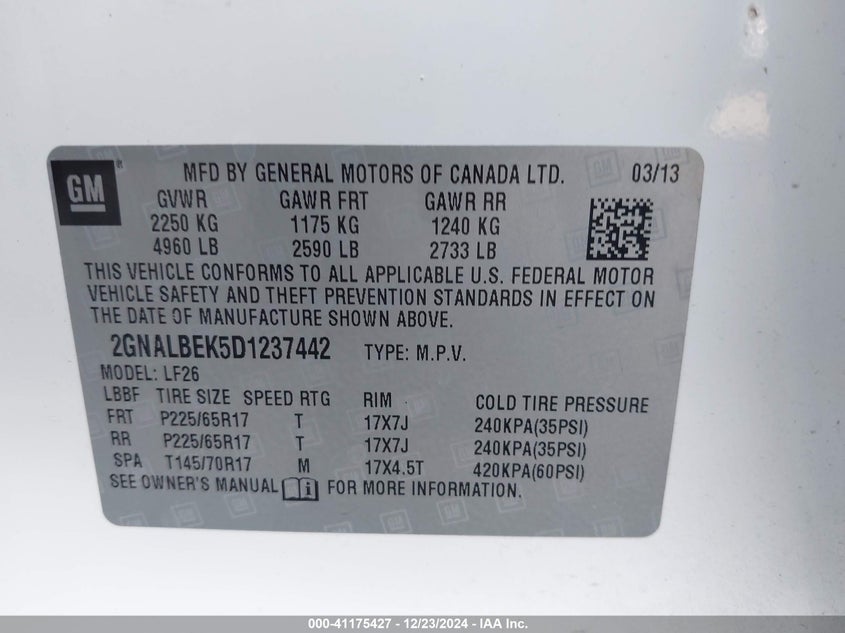 GM
MFD BY GENERAL MOTORS OF CANADA LTD. 03/13
GVWR GAWR FRT GAWR RR
2250 KG 1175 KG 1240 KG
4960 LB 2590 LB 2733 LB
THIS VEHICLE CONFORMS TO ALL APPLICABLE U.S. FEDERAL MOTOR
VEHICLE SAFETY AND THEFT PREVENTION STANDARDS IN EFFECT ON
THE DATE OF MANUFACTURE SHOWN ABOVE.
2GNALBEK5D1237442 TYPE: M.P.V.
MODEL: LF26
LBBF TIRE SIZE SPEED RTG RIM COLD TIRE PRESSURE
FRT P225/65R17 T 17X7J 240KPA(35PSI)
RR P225/65R17 T 17X7J 240KPA(35PSI)
SPA T145/70R17 M 17X4.5T 420KPA(60PSI)
SEE OWNER'S MANUAL i FOR MORE INFORMATION.
000-41175427 - 12/23/2024 - IAA Inc.